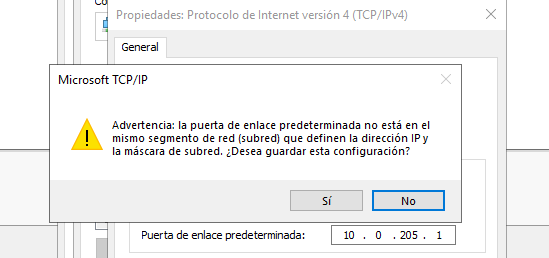 Propiedades: Protocolo de Internet versión 4 (TCP/IPv4)
General
Microsoft TCP/IP
Advertencia: la puerta de enlace predeterminada no está en el
mismo segmento de red (subred) que definen la dirección IP y
la máscara de subred. ¿Desea guardar esta configuración?
Sí
No
Puerta de enlace predeterminada:
10 . 0 . 205 . 1